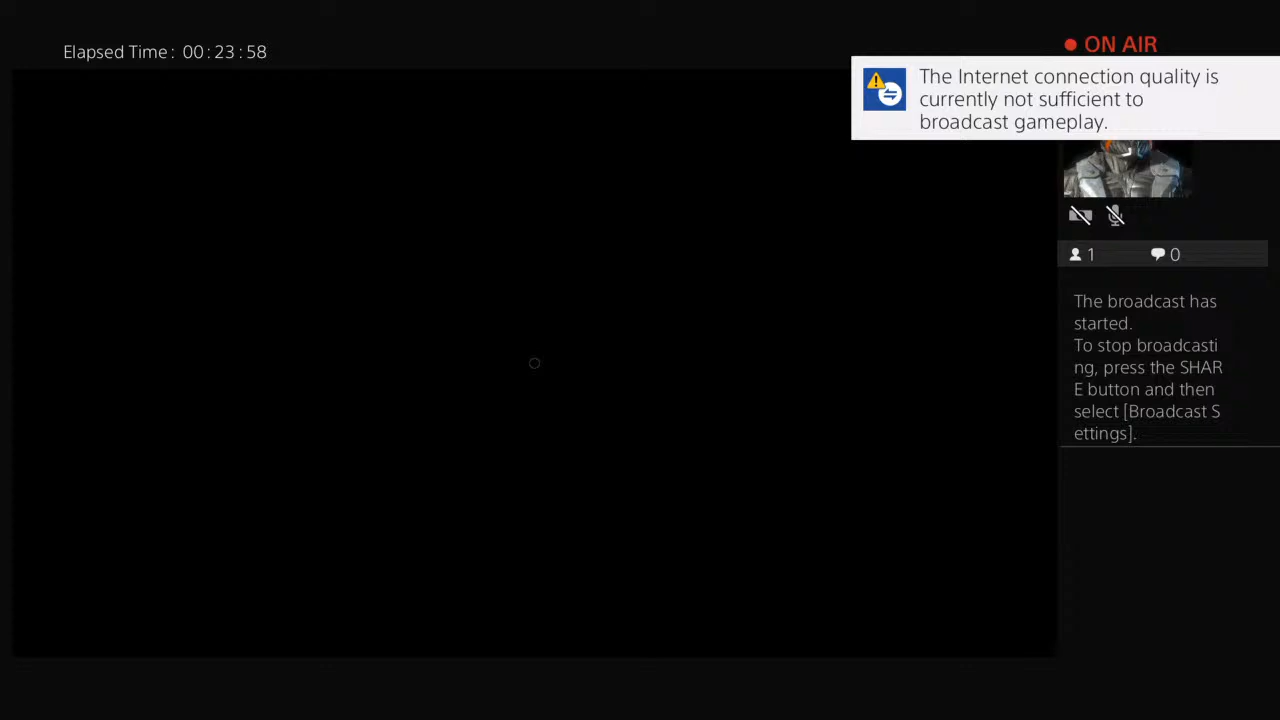 Elapsed Time: 00:23:58
ON AIR
The Internet connection quality is
currently not sufficient to
broadcast gameplay.
1 0
The broadcast has
started.
To stop broadcasti
ng, press the SHAR
E button and then
select [Broadcast S
ettings].